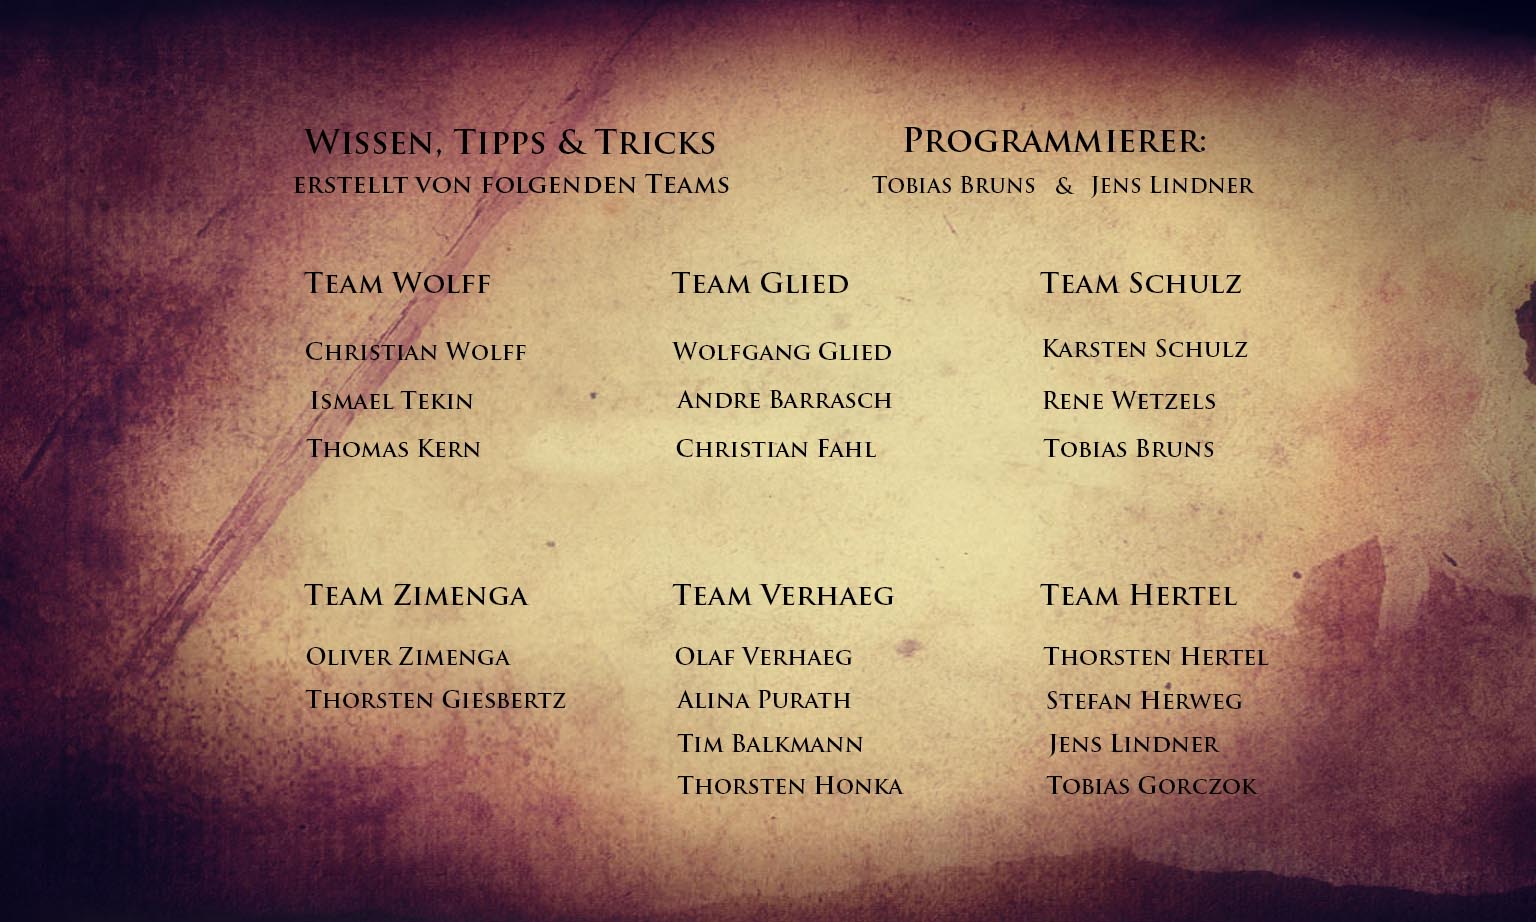 Wissen, Tipps & Tricks
erstellt von folgenden Teams
Programmierer:
Tobias Bruns & Jens Lindner
Team Wolff
Christian Wolff
Ismael Tekin
Thomas Kern
Team Glied
Wolfgang Glied
Andre Barrasch
Christian Fahl
Team Schulz
Karsten Schulz
Rene Wetzels
Tobias Bruns
Team Zimenga
Oliver Zimenga
Thorsten Giesbertz
Team Verhaeg
Olaf Verhaeg
Alina Purath
Tim Balkmann
Thorsten Honka
Team Hertel
Thorsten Hertel
Stefan Herweg
Jens Lindner
Tobias Gorczok